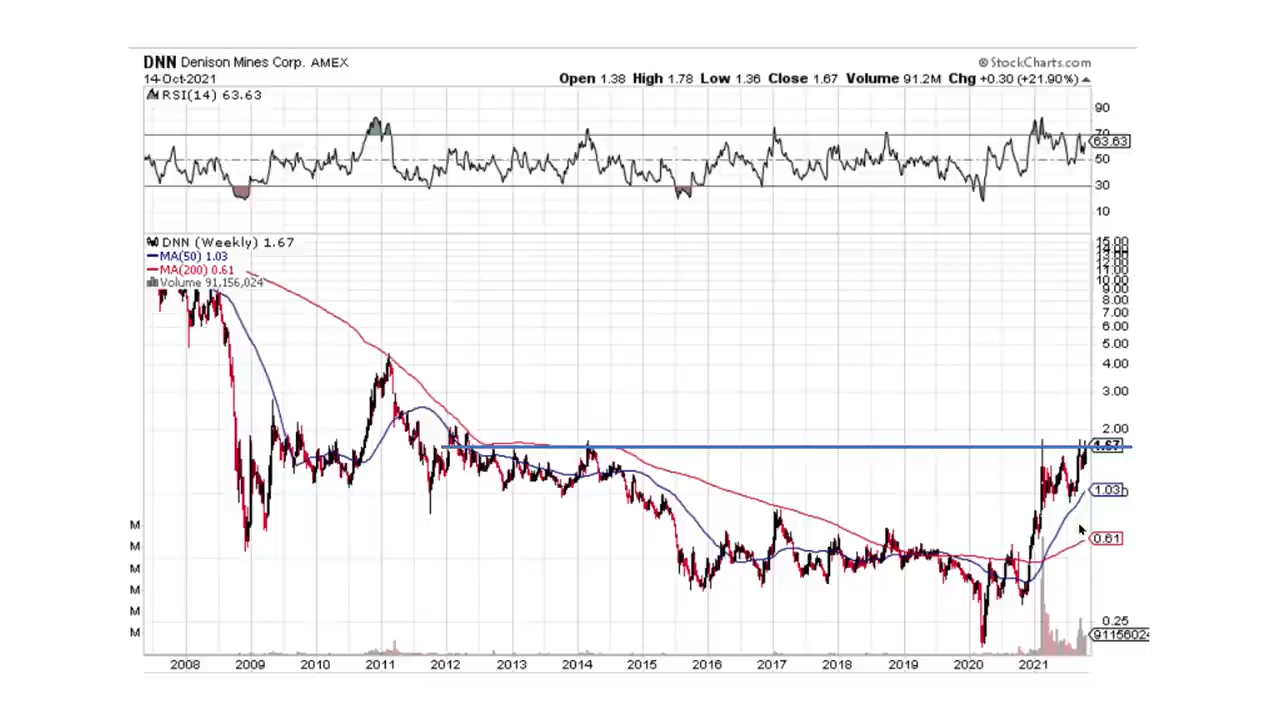 DNN Denison Mines Corp. AMEX
© StockCharts.com
14-Oct-2021
Open 1.38 High 1.78 Low 1.36 Close 1.67 Volume 91.2M Chg +0.30 (+21.90%)
RSI(14) 63.63
90
70
63.63
50
30
10
DNN (Weekly) 1.67
MA(50) 1.03
MA(200) 0.61
Volume 91,156,024
15.00
12.00
11.00
10.00
9.00
8.00
7.00
6.00
5.00
4.00
3.00
2.00
1.67
1.03
0.61
0.25
91156024
M
M
M
M
M
M
2008 2009 2010 2011 2012 2013 2014 2015 2016 2017 2018 2019 2020 2021